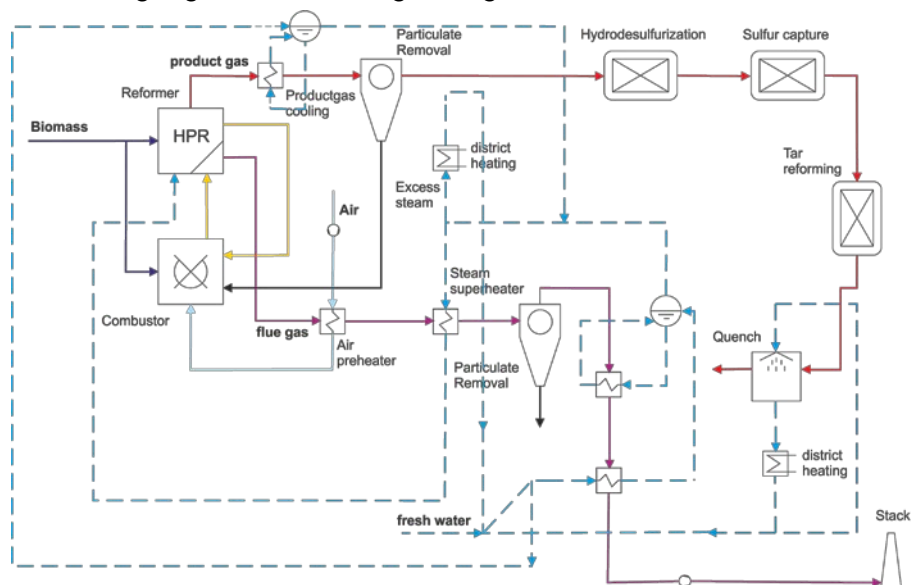 Particulate
Removal
Hydrodesulfurization
Sulfur capture
product gas
Reformer
Productgas
cooling
Biomass
HPR
district
heating
Tar
reforming
Excess
steam
Air
Steam
superheater
Combustor
flue gas
Air
preheater
Quench
Particulate
Removal
district
heating
fresh water
Stack